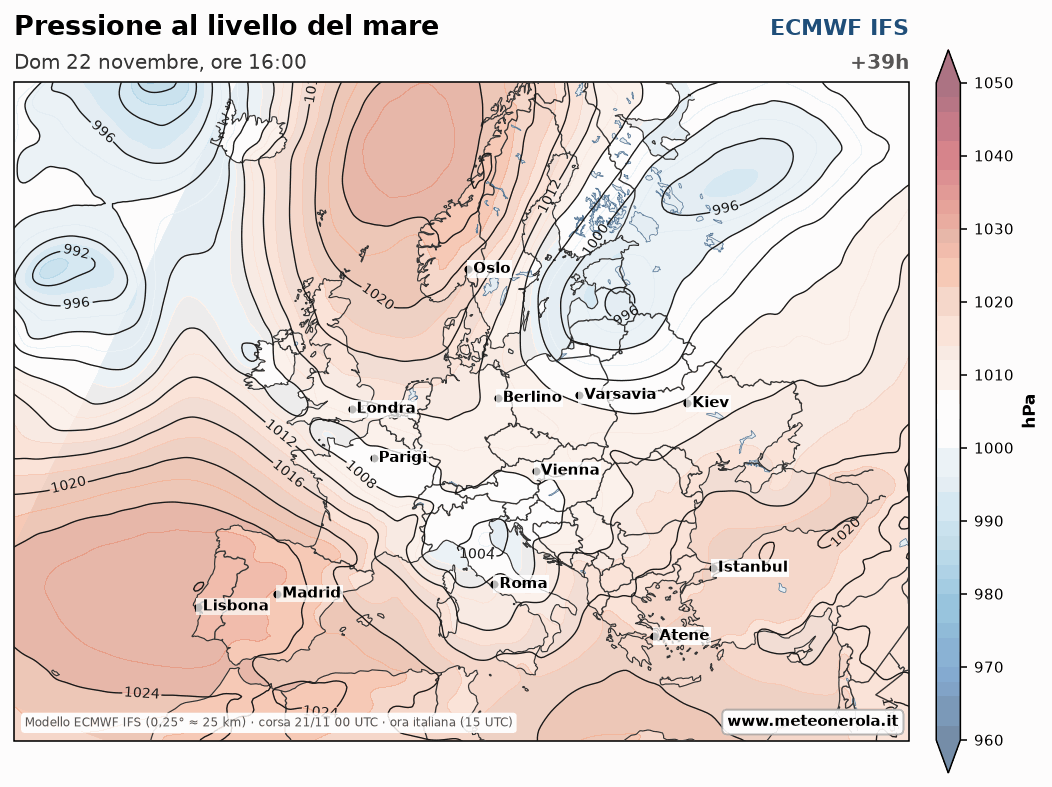 Pressione al livello del mare
ECMWF IFS
Dom 22 novembre, ore 16:00
+39h
996
1012
992
996
996
1000
996
1020
Oslo
Londra
Berlino
Varsavia
Kiev
1012
Parigi
1016
1008
Vienna
1020
1004
1020
Roma
Istanbul
Madrid
Lisbona
Atene
1024
1024
Modello ECMWF IFS (0,25° ≈ 25 km) · corsa 21/11 00 UTC · ora italiana (15 UTC)
www.meteonerola.it
1050
1040
1030
1020
1010
1000
990
980
970
960
hPa